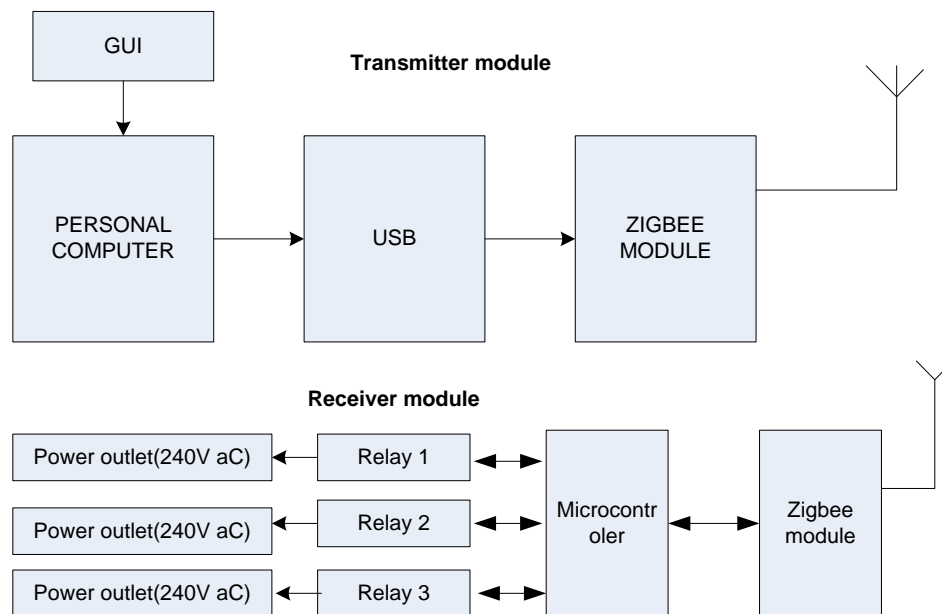 GUI
Transmitter module
PERSONAL
COMPUTER
USB
ZIGBEE
MODULE
Receiver module
Power outlet(240V aC)
Relay 1
Power outlet(240V aC)
Relay 2
Microcontr
oler
Zigbee
module
Power outlet(240V aC)
Relay 3